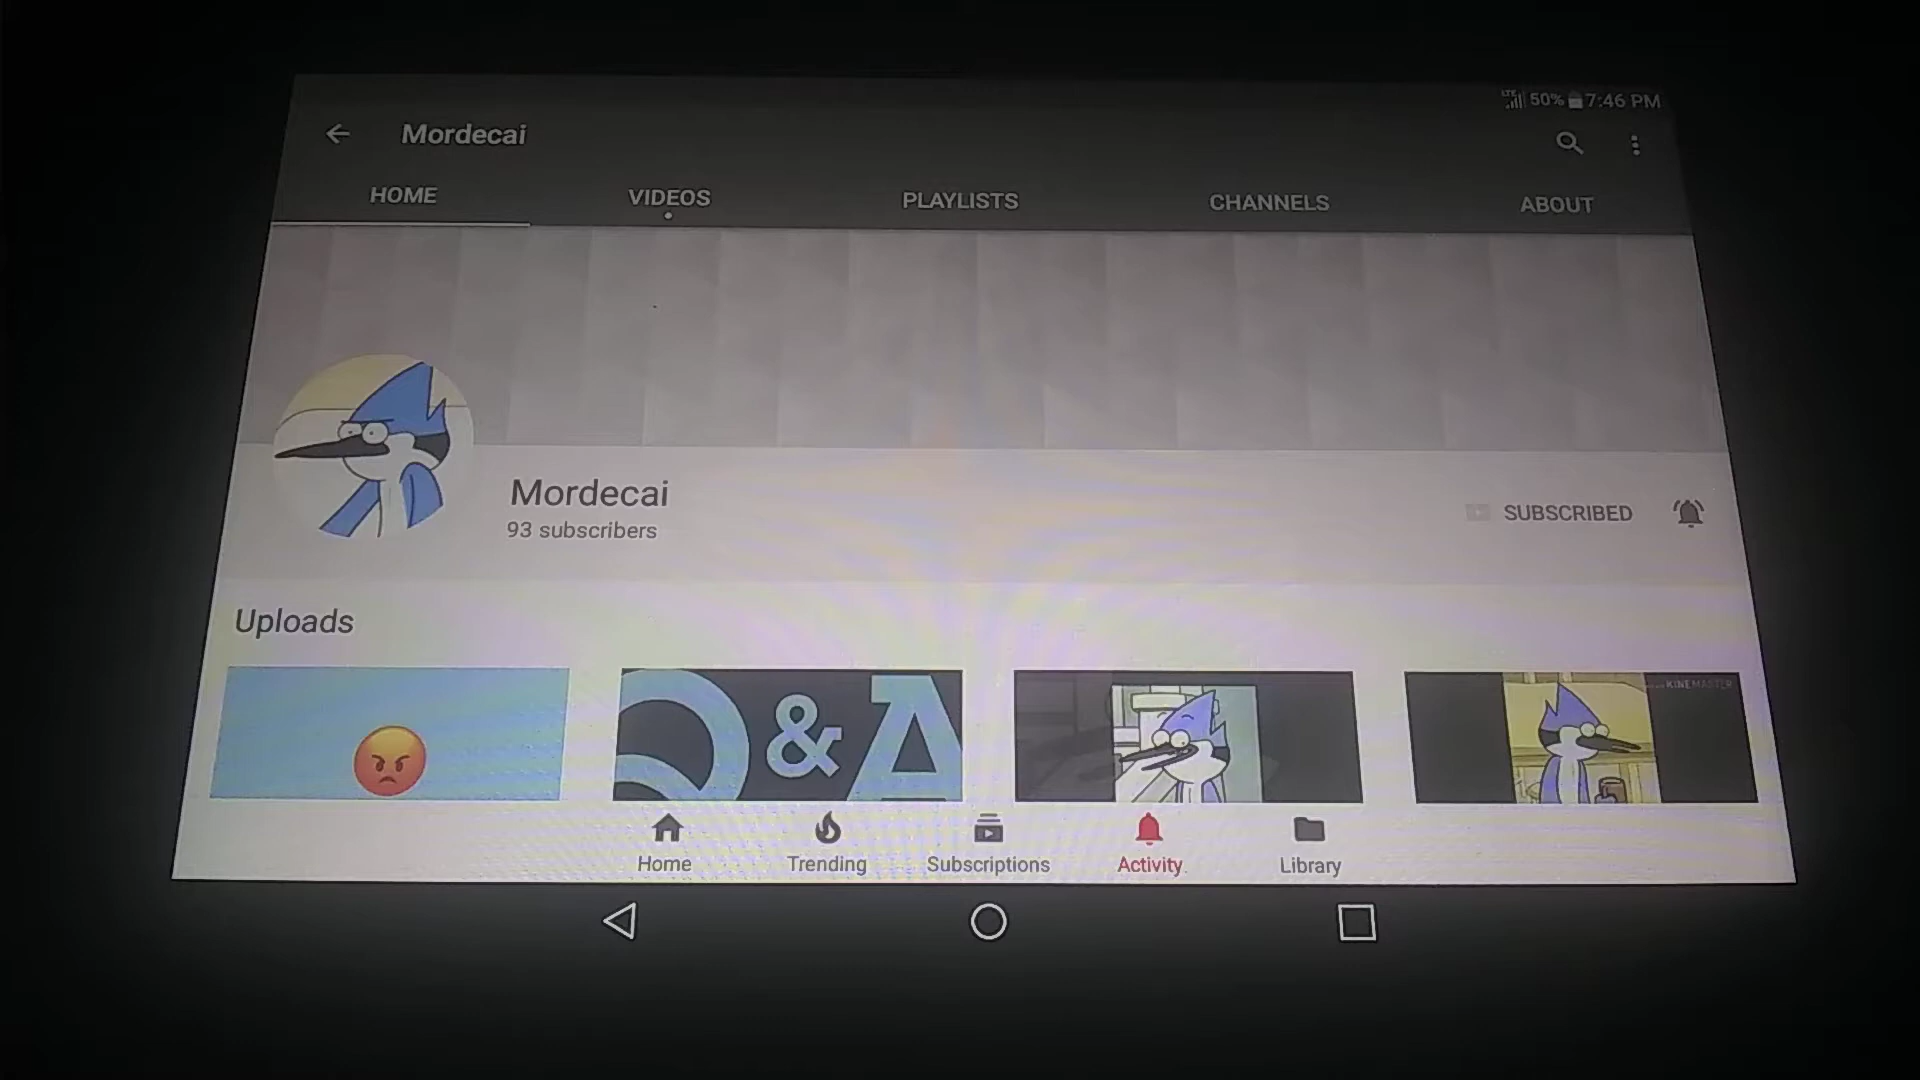 LTE 50% 7:46 PM
Mordecai
HOME VIDEOS PLAYLISTS CHANNELS ABOUT
Mordecai
93 subscribers
SUBSCRIBED
Uploads
Q & A
KINEMASTER
Home Trending Subscriptions Activity Library